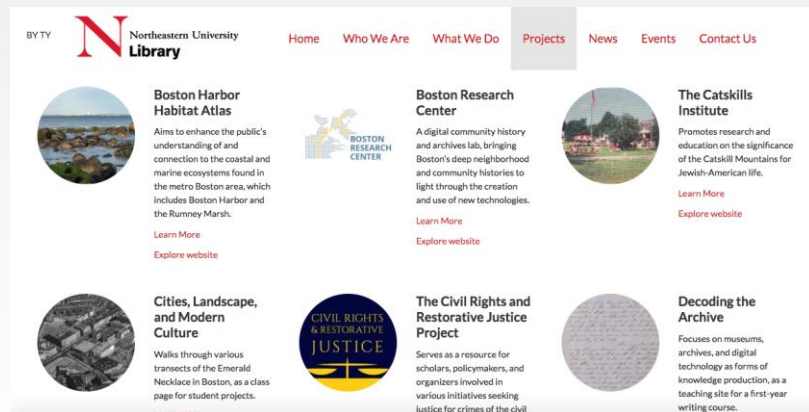 BY TY
Northeastern University
Library
Home Who We Are What We Do Projects News Events Contact Us
Boston Harbor
Habitat Atlas
Aims to enhance the public's
understanding of and
connection to the coastal and
marine ecosystems found in
the metro Boston area, which
includes Boston Harbor and
the Rumney Marsh.
Learn More
Explore website
BOSTON
RESEARCH
CENTER
Boston Research
Center
A digital community history
and archives lab, bringing
Boston's deep neighborhood
and community histories to
light through the creation
and use of new technologies.
Learn More
Explore website
The Catskills
Institute
Promotes research and
education on the significance
of the Catskill Mountains for
Jewish-American life.
Learn More
Explore website
Cities, Landscape,
and Modern
Culture
Walks through various
transects of the Emerald
Necklace in Boston, as a class
page for student projects.
CIVIL RIGHTS
& RESTORATIVE
JUSTICE
The Civil Rights and
Restorative Justice
Project
Serves as a resource for
scholars, policymakers, and
organizers involved in
various initiatives seeking
justice for crimes of the civil
Decoding the
Archive
Focuses on museums,
archives, and digital
technology as forms of
knowledge production, as a
teaching site for a first-year
writing course.